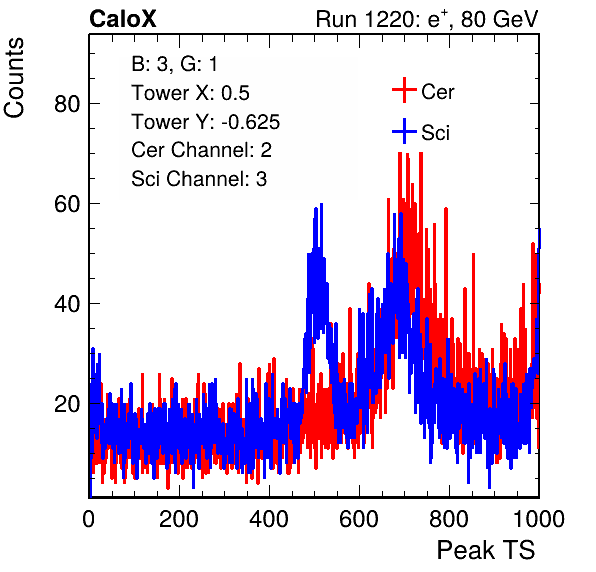 CaloX Run 1220: e⁺, 80 GeV
Counts
B: 3, G: 1
Tower X: 0.5
Tower Y: -0.625
Cer Channel: 2
Sci Channel: 3
Cer
Sci
80
60
40
20
0 200 400 600 800 1000
Peak TS